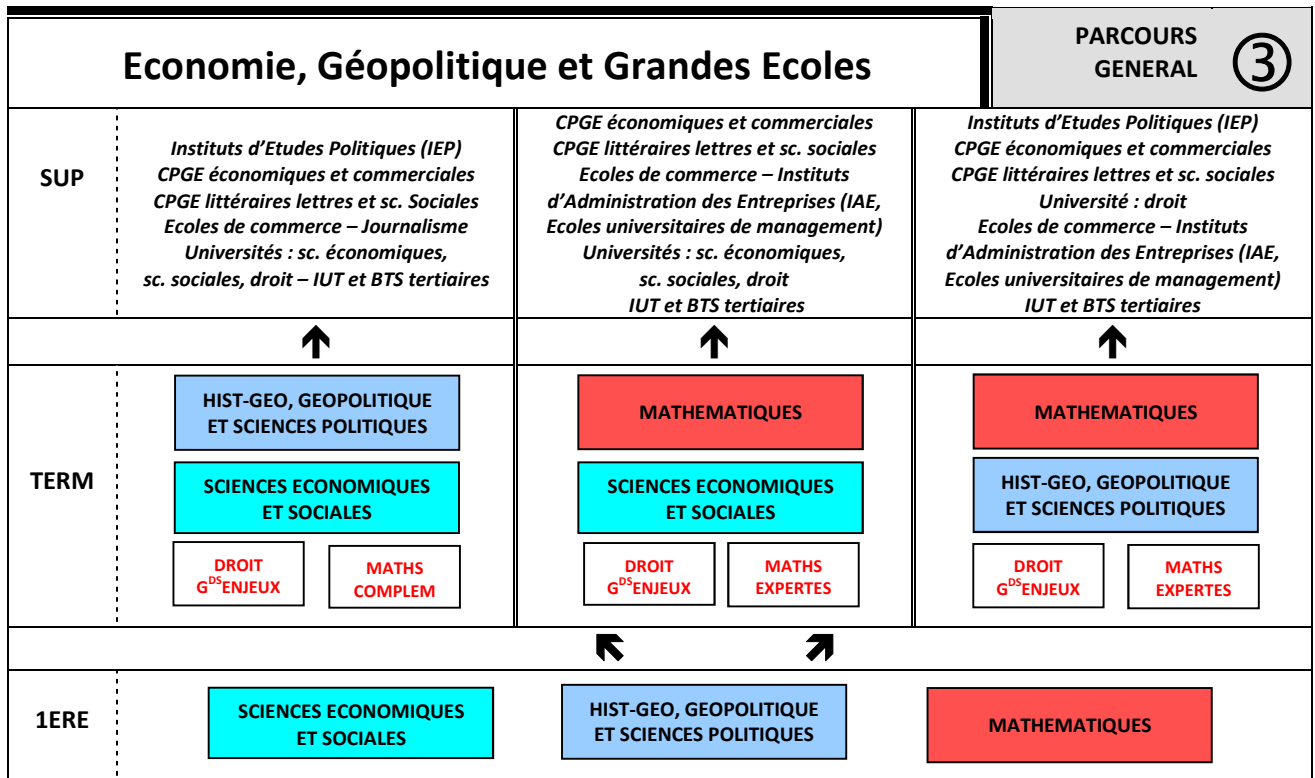 Economie, Géopolitique et Grandes Ecoles
PARCOURS
GENERAL
③
SUP
Instituts d'Etudes Politiques (IEP)
CPGE économiques et commerciales
CPGE littéraires lettres et sc. Sociales
Ecoles de commerce – Journalisme
Universités : sc. économiques,
sc. sociales, droit – IUT et BTS tertiaires
CPGE économiques et commerciales
CPGE littéraires lettres et sc. sociales
Ecoles de commerce – Instituts
d'Administration des Entreprises (IAE,
Ecoles universitaires de management)
Universités : sc. économiques,
sc. sociales, droit
IUT et BTS tertiaires
Instituts d'Etudes Politiques (IEP)
CPGE économiques et commerciales
CPGE littéraires lettres et sc. sociales
Université : droit
Ecoles de commerce – Instituts
d'Administration des Entreprises (IAE,
Ecoles universitaires de management)
IUT et BTS tertiaires
TERM
HIST-GEO, GEOPOLITIQUE
ET SCIENCES POLITIQUES
SCIENCES ECONOMIQUES
ET SOCIALES
DROIT
GDSENJEUX
MATHS
COMPLEM
MATHEMATIQUES
SCIENCES ECONOMIQUES
ET SOCIALES
DROIT
GDSENJEUX
MATHS
EXPERTES
MATHEMATIQUES
HIST-GEO, GEOPOLITIQUE
ET SCIENCES POLITIQUES
DROIT
GDSENJEUX
MATHS
EXPERTES
1ERE
SCIENCES ECONOMIQUES
ET SOCIALES
HIST-GEO, GEOPOLITIQUE
ET SCIENCES POLITIQUES
MATHEMATIQUES